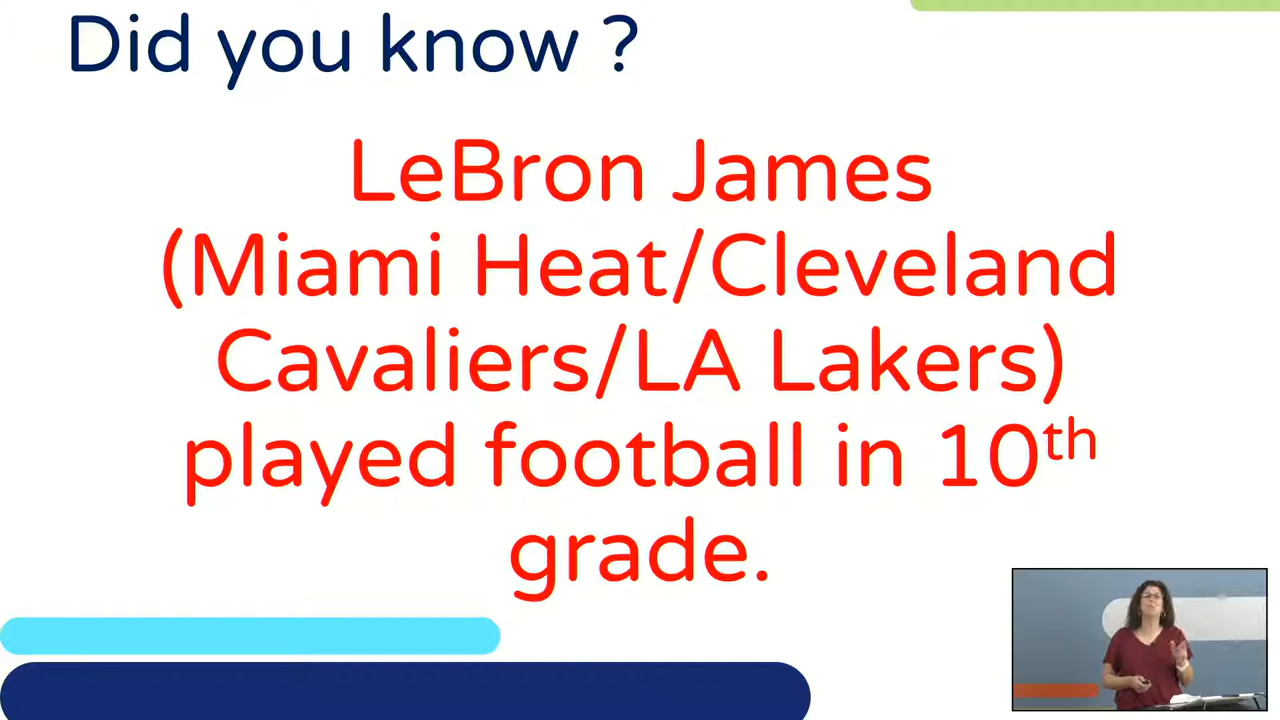 Did you know ?
LeBron James
(Miami Heat/Cleveland
Cavaliers/LA Lakers)
played football in 10th
grade.